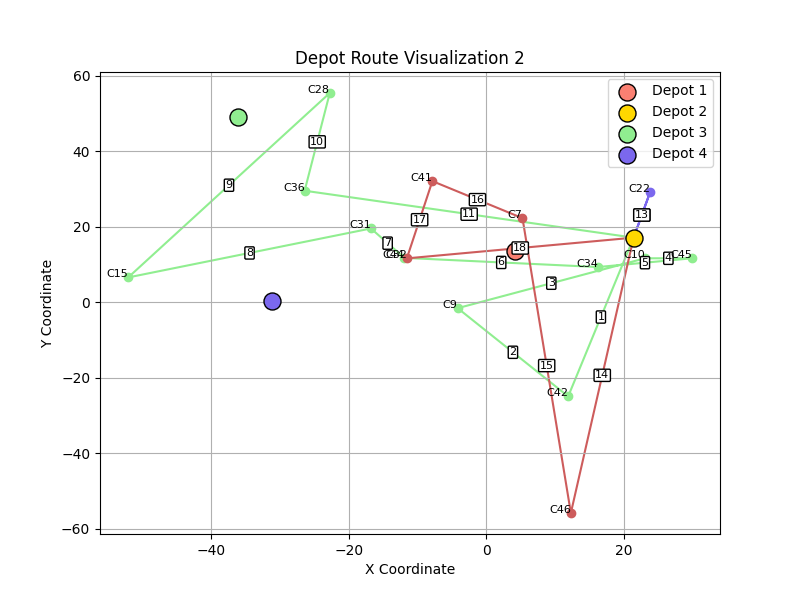 Depot Route Visualization 2
Depot 1
Depot 2
Depot 3
Depot 4
60
40
20
0
−20
−40
−60
−40
−20
0
20
X Coordinate
Y Coordinate
C28
10
9
C36
C41
16
C22
17
11
C7
13
C31
7
18
8
C10
C45
4
6
C34
5
C15
3
C9
1
2
15
14
C42
C46